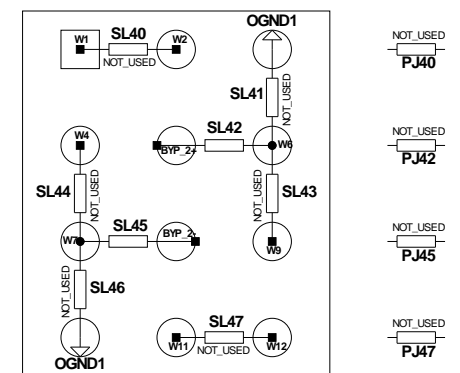 OGND1
W1 SL40 W2
NOT_USED
NOT_USED
PJ40
SL41
NOT_USED
W4
BYP_2+
SL42
W6
NOT_USED
PJ42
SL44
NOT_USED
SL43
NOT_USED
W7
SL45
BYP_2-
W9
NOT_USED
PJ45
NOT_USED
SL46
OGND1
W11
SL47
NOT_USED
W12
NOT_USED
PJ47